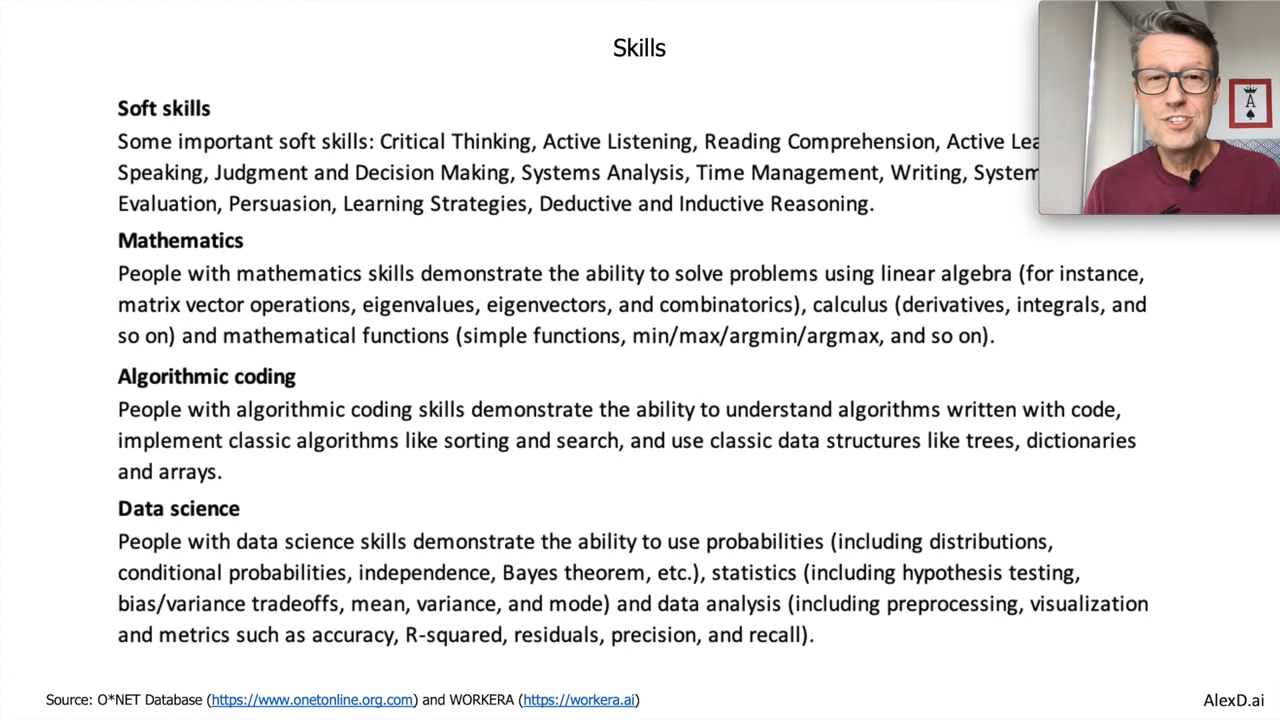 Skills
Soft skills
Some important soft skills: Critical Thinking, Active Listening, Reading Comprehension, Active Lea
Speaking, Judgment and Decision Making, Systems Analysis, Time Management, Writing, System
Evaluation, Persuasion, Learning Strategies, Deductive and Inductive Reasoning.
Mathematics
People with mathematics skills demonstrate the ability to solve problems using linear algebra (for instance,
matrix vector operations, eigenvalues, eigenvectors, and combinatorics), calculus (derivatives, integrals, and
so on) and mathematical functions (simple functions, min/max/argmin/argmax, and so on).
Algorithmic coding
People with algorithmic coding skills demonstrate the ability to understand algorithms written with code,
implement classic algorithms like sorting and search, and use classic data structures like trees, dictionaries
and arrays.
Data science
People with data science skills demonstrate the ability to use probabilities (including distributions,
conditional probabilities, independence, Bayes theorem, etc.), statistics (including hypothesis testing,
bias/variance tradeoffs, mean, variance, and mode) and data analysis (including preprocessing, visualization
and metrics such as accuracy, R-squared, residuals, precision, and recall).
Source: O*NET Database (https://www.onetonline.org.com) and WORKERA (https://workera.ai)
AlexD.ai
A